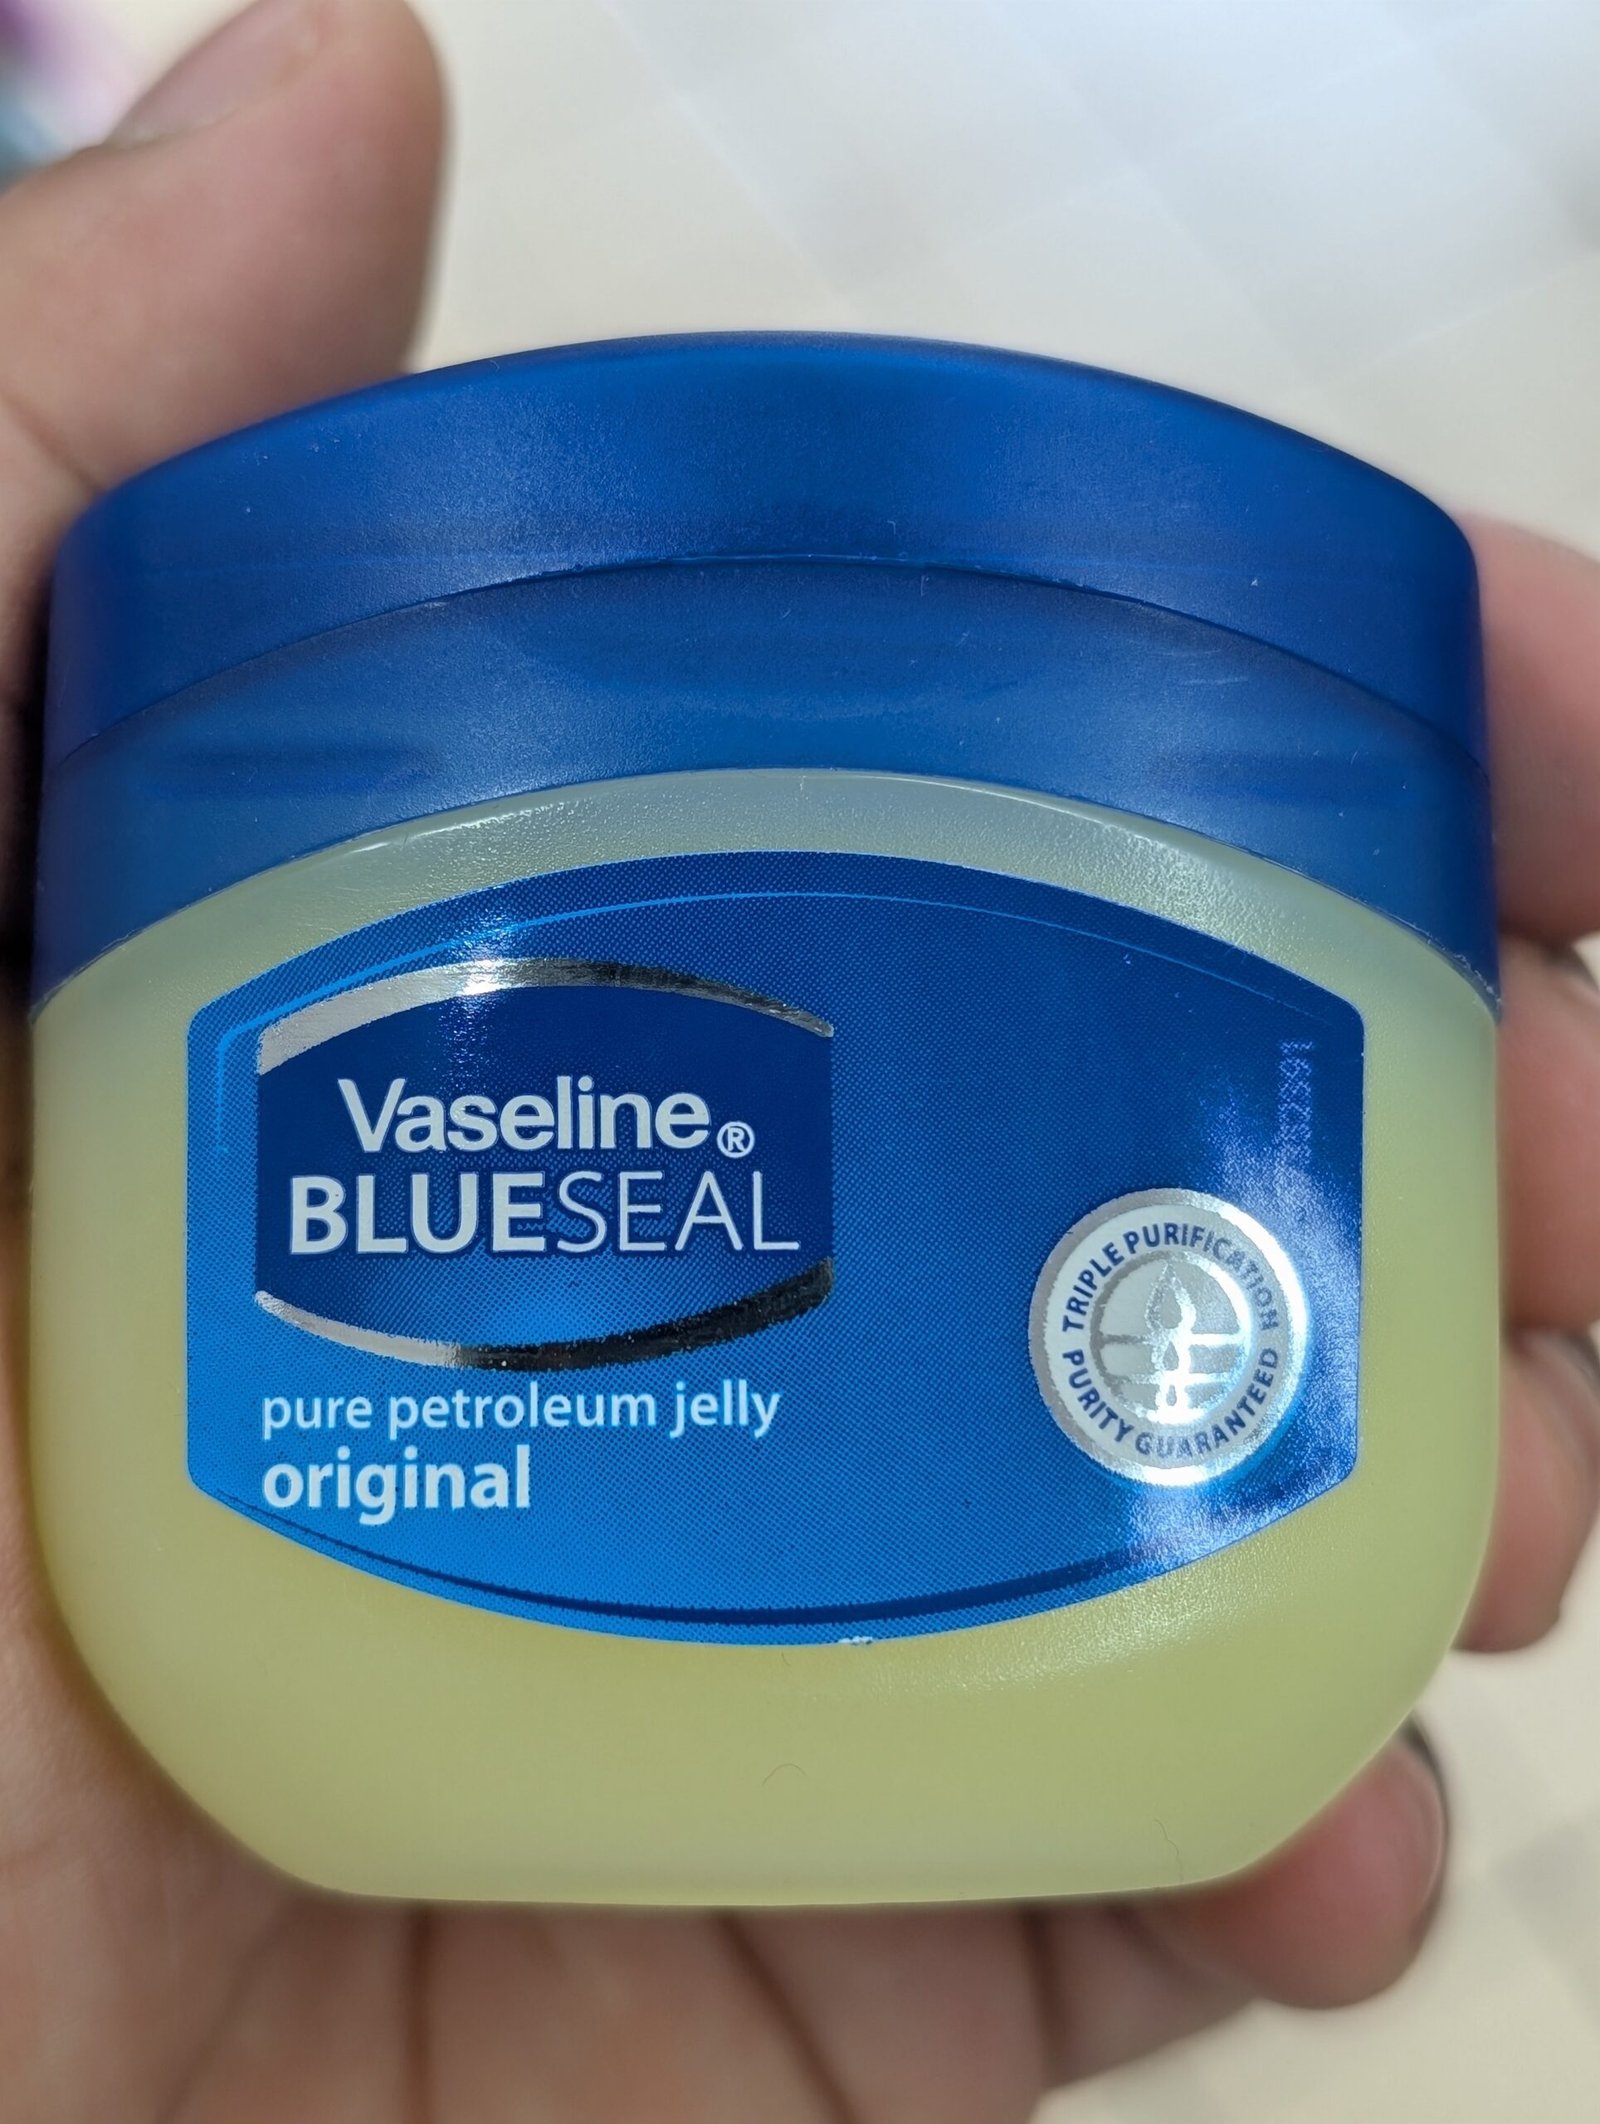 Vaseline®
BLUESEAL
pure petroleum jelly
original
TRIPLE PURIFICATION
PURITY GUARANTEED